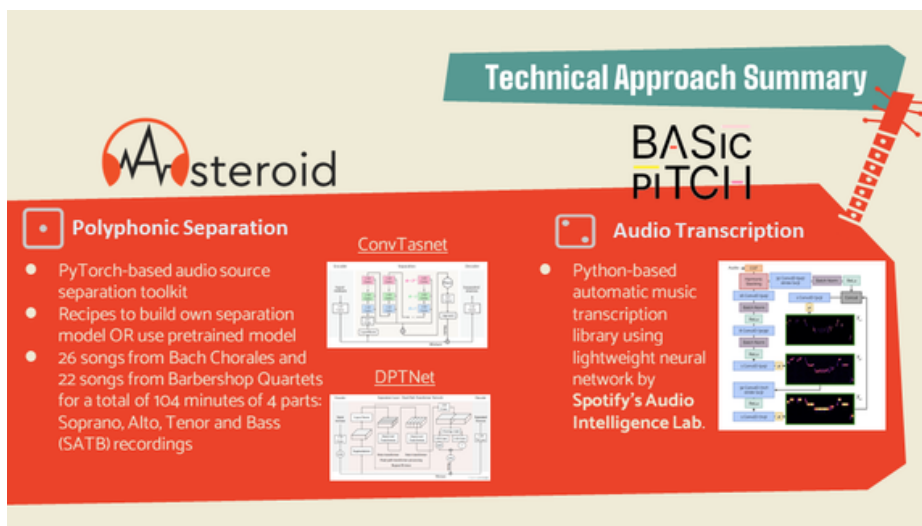 Technical Approach Summary
Asteroid
BASiC
PiTCH
Polyphonic Separation
PyTorch-based audio source
separation toolkit
Recipes to build own separation
model OR use pretrained model
26 songs from Bach Chorales and
22 songs from Barbershop Quartets
for a total of 104 minutes of 4 parts:
Soprano, Alto, Tenor and Bass
(SATB) recordings
ConvTasnet
DPTNet
Audio Transcription
Python-based
automatic music
transcription
library using
lightweight neural
network by
Spotify's Audio
Intelligence Lab.